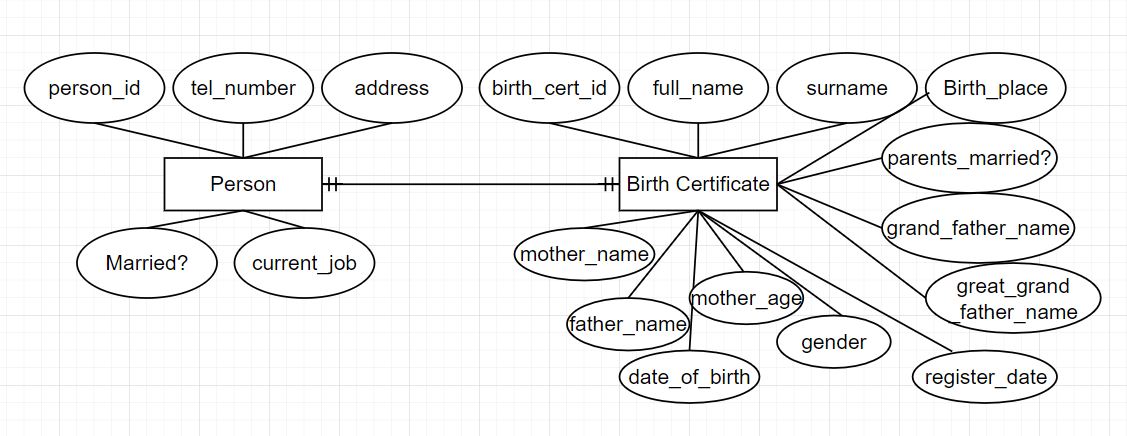 person_id
tel_number
address
birth_cert_id
full_name
surname
Birth_place
parents_married?
Person
Birth Certificate
grand_father_name
Married?
current_job
mother_name
great_grand
_father_name
mother_age
father_name
gender
date_of_birth
register_date